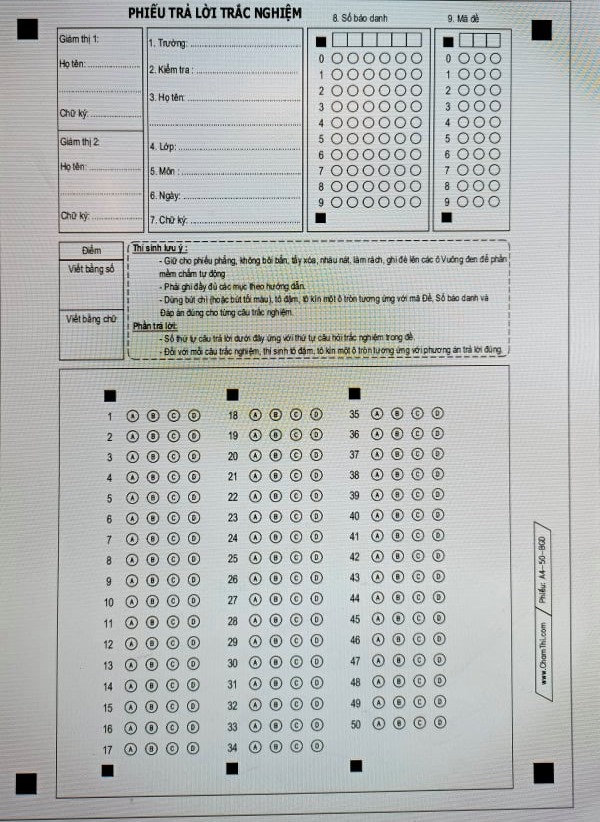 PHIẾU TRẢ LỜI TRẮC NGHIỆM
8. Số báo danh
9. Mã đề
Giám thị 1:
Họ tên:
Chữ ký:
Giám thị 2
Họ tên:
Chữ ký:
1. Trường:
2. Kiểm tra :
3. Họ tên:
4. Lớp:
5. Môn :
6. Ngày:
7. Chữ ký:
0 0
1 1
2 2
3 3
4 4
5 5
6 6
7 7
8 8
9 9
Điểm
Viết bằng số
Viết bằng chữ
Thí sinh lưu ý :
- Giữ cho phiếu phẳng, không bôi bẩn, tẩy xóa, nhàu nát, làm rách, ghi đè lên các ô Vuông đen để phần
mềm chấm tự động
- Phải ghi đầy đủ các mục theo hướng dẫn.
- Dùng bút chì (hoặc bút tối màu), tô đậm, tô kín một ô tròn tương ứng với mã Đề, Số báo danh và
Đáp án đúng cho từng câu trắc nghiệm.
Phần trả lời:
- Số thứ tự câu trả lời dưới đây ứng với thứ tự câu hỏi trắc nghiệm trong đề.
- Đối với mỗi câu trắc nghiệm, thí sinh tô đậm, tô kín một ô tròn tương ứng với phương án trả lời đúng
1 A B C D 18 A B C D 35 A B C D
2 A B C D 19 A B C D 36 A B C D
3 A B C D 20 A B C D 37 A B C D
4 A B C D 21 A B C D 38 A B C D
5 A B C D 22 A B C D 39 A B C D
6 A B C D 23 A B C D 40 A B C D
7 A B C D 24 A B C D 41 A B C D
8 A B C D 25 A B C D 42 A B C D
9 A B C D 26 A B C D 43 A B C D
10 A B C D 27 A B C D 44 A B C D
11 A B C D 28 A B C D 45 A B C D
12 A B C D 29 A B C D 46 A B C D
13 A B C D 30 A B C D 47 A B C D
14 A B C D 31 A B C D 48 A B C D
15 A B C D 32 A B C D 49 A B C D
16 A B C D 33 A B C D 50 A B C D
17 A B C D 34 A B C D
www.ChamThi.com Phiếu: A4-50-BGD